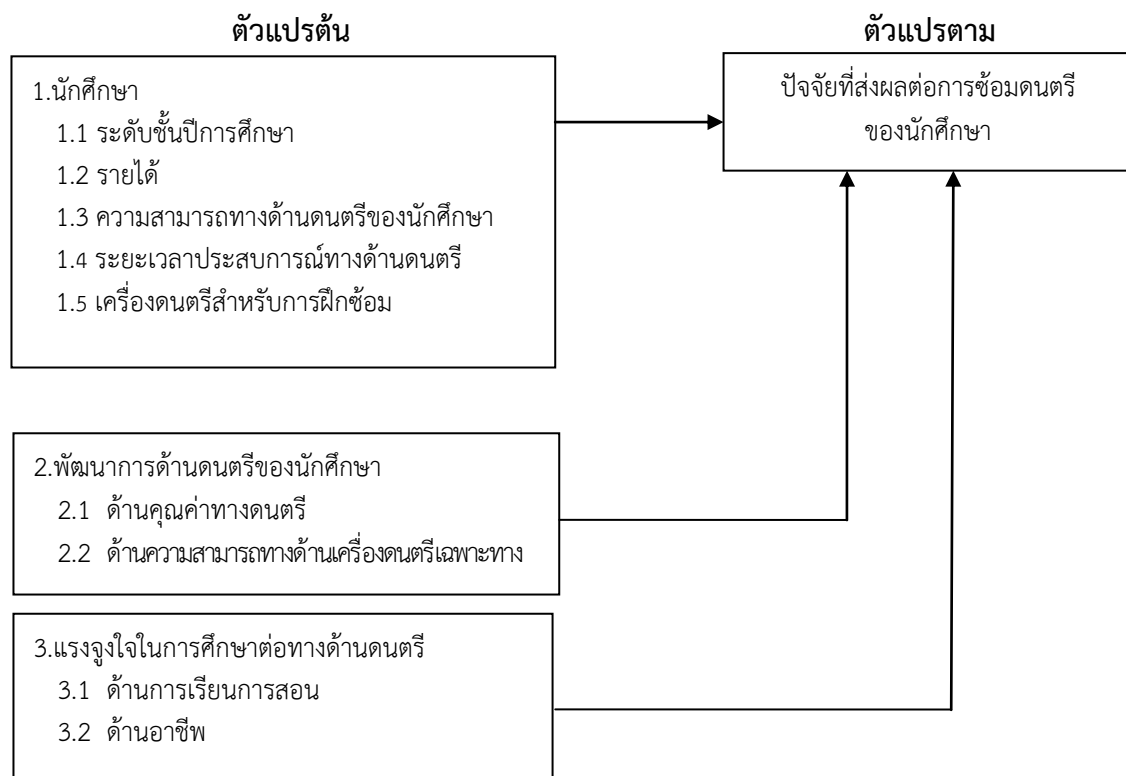 ตัวแปรต้น
1.นักศึกษา
1.1 ระดับชั้นปีการศึกษา
1.2 รายได้
1.3 ความสามารถทางด้านดนตรีของนักศึกษา
1.4 ระยะเวลาประสบการณ์ทางด้านดนตรี
1.5 เครื่องดนตรีสำหรับการฝึกซ้อม
2.พัฒนาการด้านดนตรีของนักศึกษา
2.1 ด้านคุณค่าทางดนตรี
2.2 ด้านความสามารถทางด้านเครื่องดนตรีเฉพาะทาง
3.แรงจูงใจในการศึกษาต่อทางด้านดนตรี
3.1 ด้านการเรียนการสอน
3.2 ด้านอาชีพ
ตัวแปรตาม
ปัจจัยที่ส่งผลต่อการซ้อมดนตรี
ของนักศึกษา